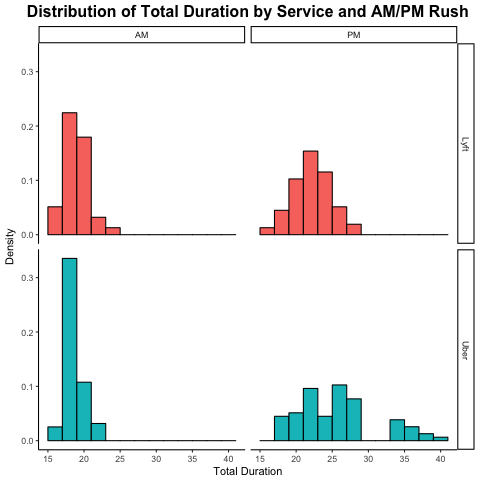 Distribution of Total Duration by Service and AM/PM Rush
AM PM
0.3
0.2
0.1
0.0
Lyft
Density
0.3
0.2
0.1
0.0
Uber
15 20 25 30 35 40 15 20 25 30 35 40
Total Duration